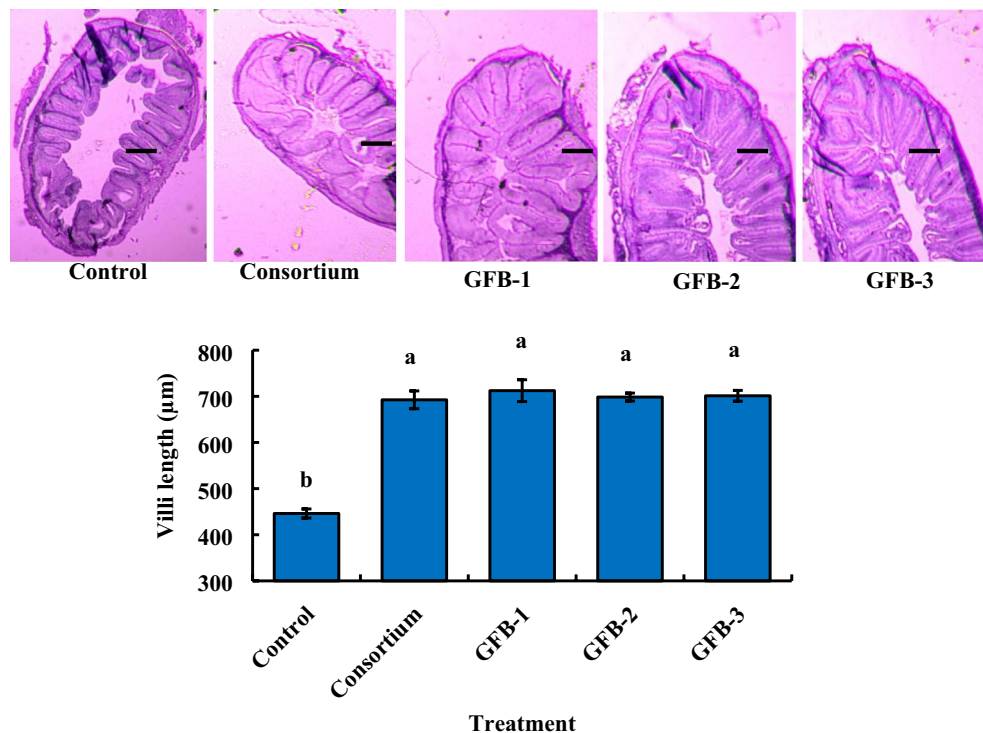 Control
Consortium
GFB-1
GFB-2
GFB-3
800
700
600
500
400
300
Villi length (µm)
b
a
a
a
a
Control
Consortium
GFB-1
GFB-2
GFB-3
Treatment